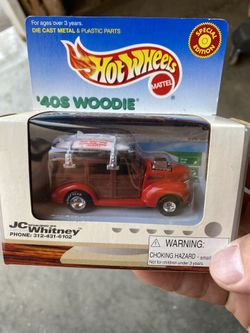 For ages over 3 years.
DIE CAST METAL & PLASTIC PARTS
SPECIAL
EDITION
Hot Wheels
MATTEL
'40S WOODIE
JC Whitney
PHONE: 312-431-6102
WARNING:
CHOKING HAZARD - small
Not for children under 3